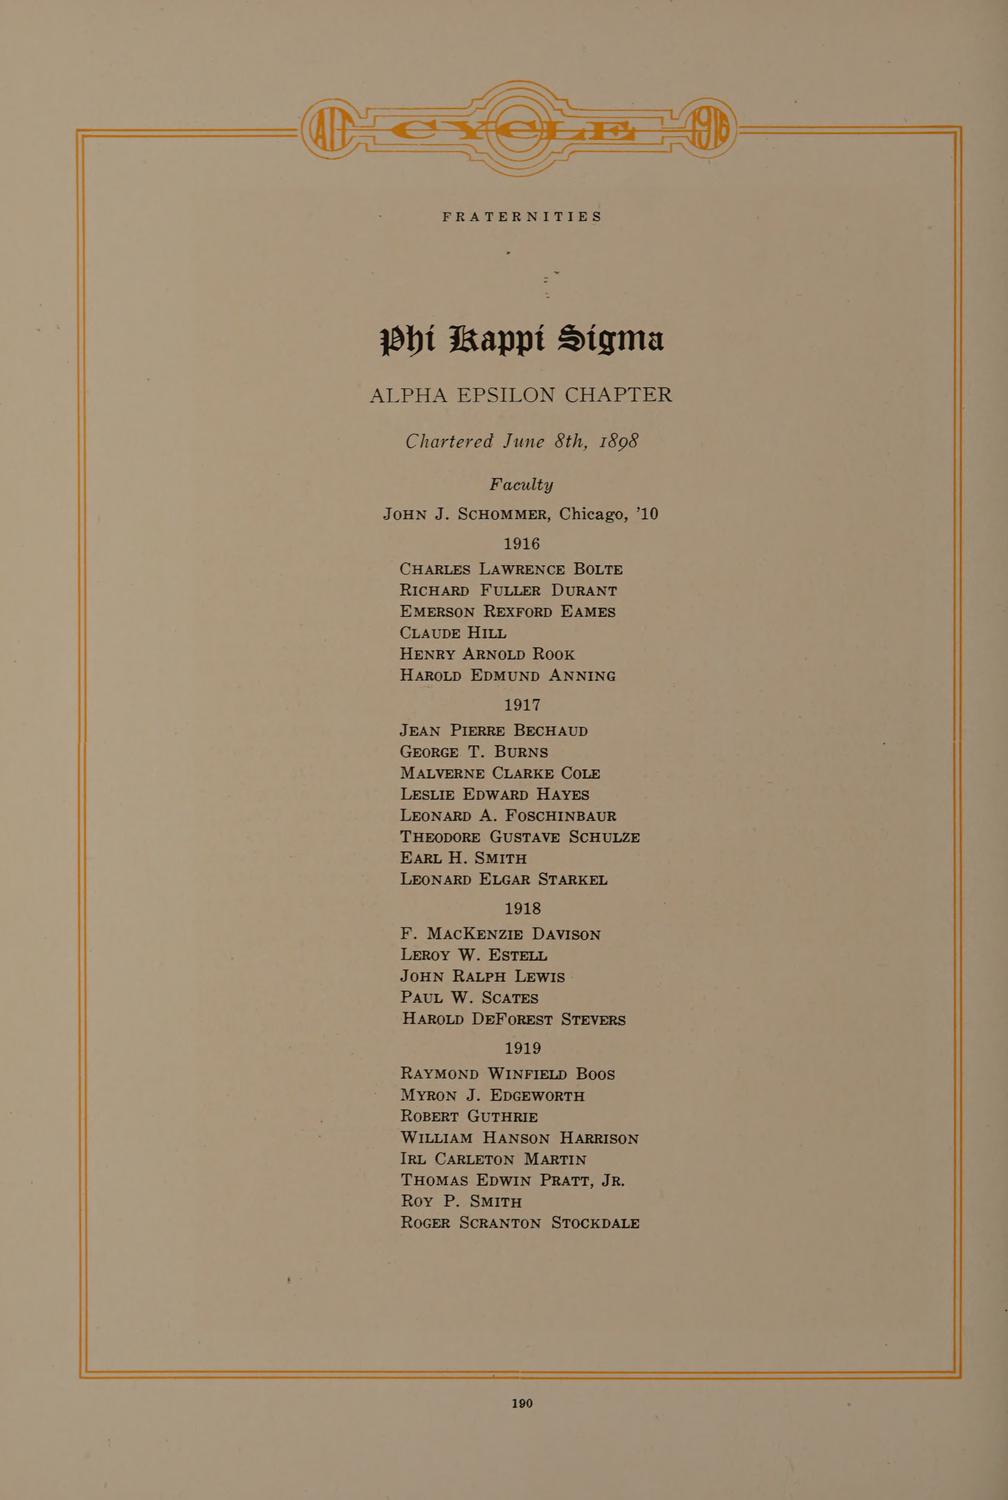 AIT CYCLE 1916
FRATERNITIES
Phi Kappi Sigma
ALPHA EPSILON CHAPTER
Chartered June 8th, 1898
Faculty
JOHN J. SCHOMMER, Chicago, '10
1916
CHARLES LAWRENCE BOLTE
RICHARD FULLER DURANT
EMERSON REXFORD EAMES
CLAUDE HILL
HENRY ARNOLD ROOK
HAROLD EDMUND ANNING
1917
JEAN PIERRE BECHAUD
GEORGE T. BURNS
MALVERNE CLARKE COLE
LESLIE EDWARD HAYES
LEONARD A. FOSCHINBAUR
THEODORE GUSTAVE SCHULZE
EARL H. SMITH
LEONARD ELGAR STARKEL
1918
F. MACKENZIE DAVISON
LEROY W. ESTELL
JOHN RALPH LEWIS
PAUL W. SCATES
HAROLD DEFOREST STEVERS
1919
RAYMOND WINFIELD BOOS
MYRON J. EDGEWORTH
ROBERT GUTHRIE
WILLIAM HANSON HARRISON
IRL CARLETON MARTIN
THOMAS EDWIN PRATT, JR.
ROY P. SMITH
ROGER SCRANTON STOCKDALE
190